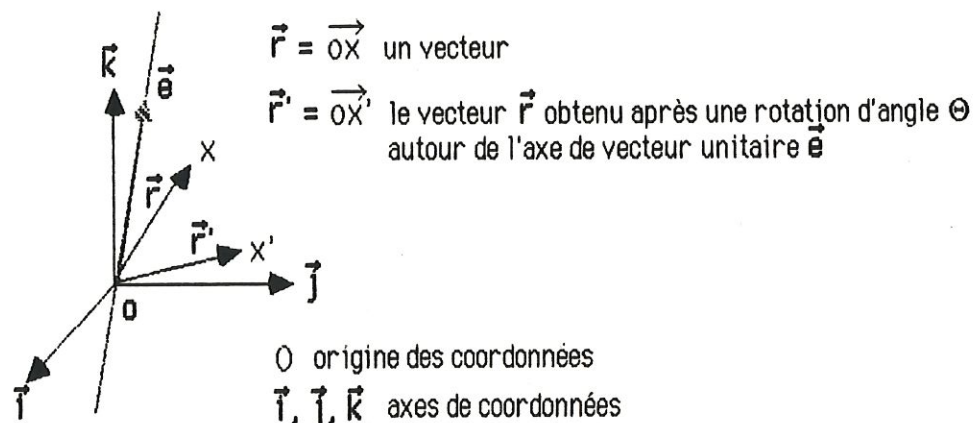 k⃗
e⃗
r⃗ = ox⃗ un vecteur
r⃗' = ox⃗' le vecteur r⃗ obtenu après une rotation d'angle Θ
autour de l'axe de vecteur unitaire e⃗
X
r⃗
r⃗'
X'
j⃗
O
i⃗
O origine des coordonnées
i⃗, j⃗, k⃗ axes de coordonnées